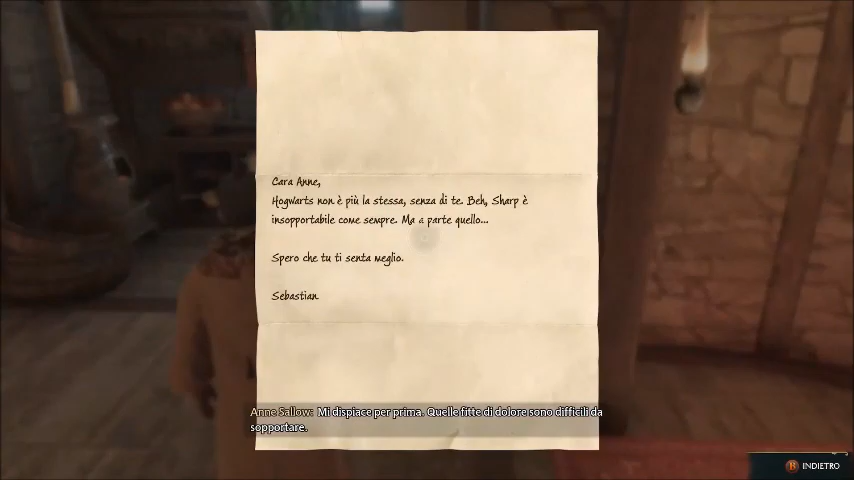 Cara Anne,
Hogwarts non è più la stessa, senza di te. Beh, Sharp è
insopportabile come sempre. Ma a parte quello...
Spero che tu ti senta meglio.
Sebastian
Anne Sallow: Mi dispiace per prima. Quelle fitte di dolore sono difficili da
sopportare.
B INDIETRO